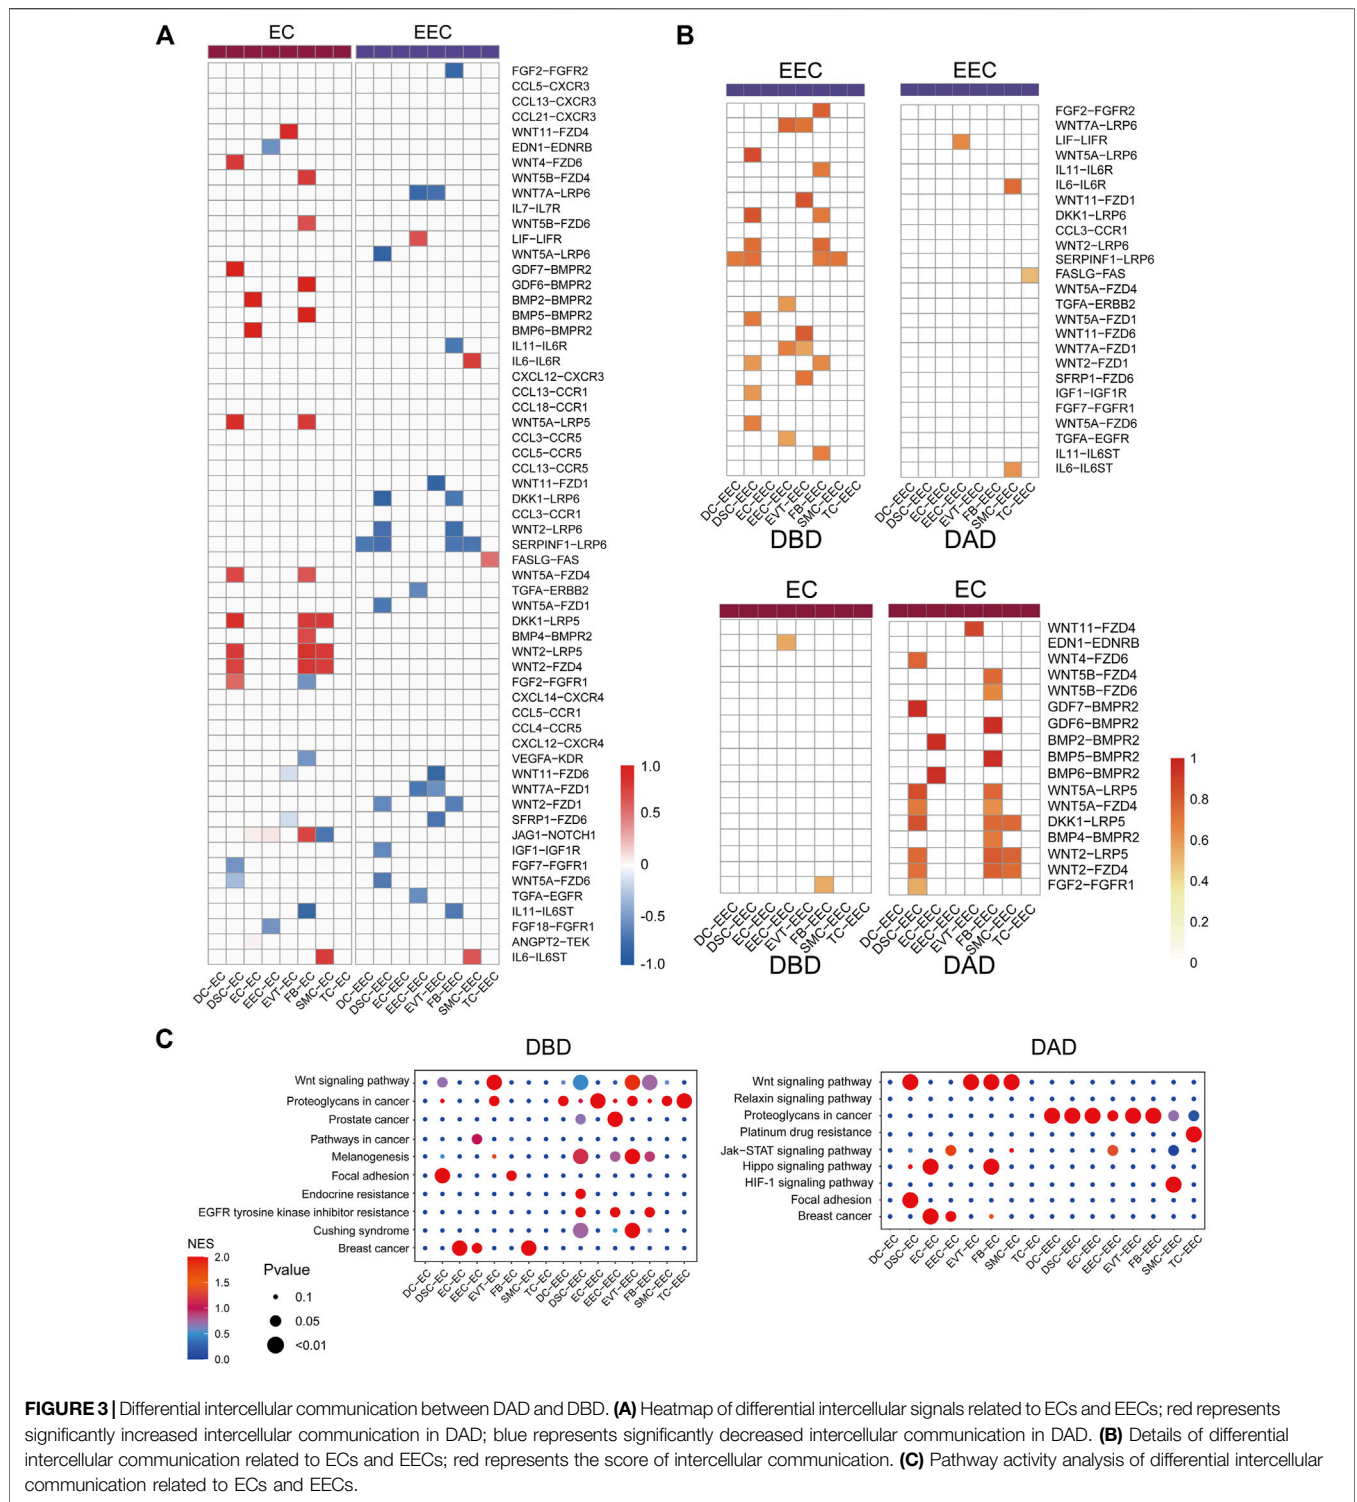 A
EC
EEC
FGF2−FGFR2
CCL5−CXCR3
CCL13−CXCR3
CCL21−CXCR3
WNT11−FZD4
EDN1−EDNRB
WNT4−FZD6
WNT5B−FZD4
WNT7A−LRP6
IL7−IL7R
WNT5B−FZD6
LIF−LIFR
WNT5A−LRP6
GDF7−BMPR2
GDF6−BMPR2
BMP2−BMPR2
BMP5−BMPR2
BMP6−BMPR2
IL11−IL6R
IL6−IL6R
CXCL12−CXCR3
CCL13−CCR1
CCL18−CCR1
WNT5A−LRP5
CCL3−CCR5
CCL5−CCR5
CCL13−CCR5
WNT11−FZD1
DKK1−LRP6
CCL3−CCR1
WNT2−LRP6
SERPINF1−LRP6
FASLG−FAS
WNT5A−FZD4
TGFA−ERBB2
WNT5A−FZD1
DKK1−LRP5
BMP4−BMPR2
WNT2−LRP5
WNT2−FZD4
FGF2−FGFR1
CXCL14−CXCR4
CCL5−CCR1
CCL4−CCR5
CXCL12−CXCR4
VEGFA−KDR
WNT11−FZD6
WNT7A−FZD1
WNT2−FZD1
SFRP1−FZD6
JAG1−NOTCH1
IGF1−IGF1R
FGF7−FGFR1
WNT5A−FZD6
TGFA−EGFR
IL11−IL6ST
FGF18−FGFR1
ANGPT2−TEK
IL6−IL6ST
DC−EC
DSC−EC
EC−EC
EEC−EC
EVT−EC
FB−EC
SMC−EC
TC−EC
DC−EEC
DSC−EEC
EC−EEC
EEC−EEC
EVT−EEC
FB−EEC
SMC−EEC
TC−EEC
1.0
0.5
0
-0.5
-1.0
B
EEC
EEC
FGF2−FGFR2
WNT7A−LRP6
LIF−LIFR
WNT5A−LRP6
IL11−IL6R
IL6−IL6R
WNT11−FZD1
DKK1−LRP6
CCL3−CCR1
WNT2−LRP6
SERPINF1−LRP6
FASLG−FAS
WNT5A−FZD4
TGFA−ERBB2
WNT5A−FZD1
WNT11−FZD6
WNT7A−FZD1
WNT2−FZD1
SFRP1−FZD6
IGF1−IGF1R
FGF7−FGFR1
WNT5A−FZD6
TGFA−EGFR
IL11−IL6ST
IL6−IL6ST
DC−EEC
DSC−EEC
EC−EEC
EEC−EEC
EVT−EEC
FB−EEC
SMC−EEC
TC−EEC
DC−EEC
DSC−EEC
EC−EEC
EEC−EEC
EVT−EEC
FB−EEC
SMC−EEC
TC−EEC
DBD
DAD
EC
EC
WNT11−FZD4
EDN1−EDNRB
WNT4−FZD6
WNT5B−FZD4
WNT5B−FZD6
GDF7−BMPR2
GDF6−BMPR2
BMP2−BMPR2
BMP5−BMPR2
BMP6−BMPR2
WNT5A−LRP5
WNT5A−FZD4
DKK1−LRP5
BMP4−BMPR2
WNT2−LRP5
WNT2−FZD4
FGF2−FGFR1
DC−EEC
DSC−EEC
EC−EEC
EEC−EEC
EVT−EEC
FB−EEC
SMC−EEC
TC−EEC
DC−EEC
DSC−EEC
EC−EEC
EEC−EEC
EVT−EEC
FB−EEC
SMC−EEC
TC−EEC
DBD
DAD
1
0.8
0.6
0.4
0.2
0
C
DBD
Wnt signaling pathway
Proteoglycans in cancer
Prostate cancer
Pathways in cancer
Melanogenesis
Focal adhesion
Endocrine resistance
EGFR tyrosine kinase inhibitor resistance
Cushing syndrome
Breast cancer
DC−EC
DSC−EC
EC−EC
EEC−EC
EVT−EC
FB−EC
SMC−EC
TC−EC
DC−EEC
DSC−EEC
EC−EEC
EEC−EEC
EVT−EEC
FB−EEC
SMC−EEC
TC−EEC
NES
2.0
1.5
1.0
0.5
0.0
Pvalue
0.1
0.05
<0.01
DAD
Wnt signaling pathway
Relaxin signaling pathway
Proteoglycans in cancer
Platinum drug resistance
Jak−STAT signaling pathway
Hippo signaling pathway
HIF−1 signaling pathway
Focal adhesion
Breast cancer
DC−EC
DSC−EC
EC−EC
EEC−EC
EVT−EC
FB−EC
SMC−EC
TC−EC
DC−EEC
DSC−EEC
EC−EEC
EEC−EEC
EVT−EEC
FB−EEC
SMC−EEC
TC−EEC
FIGURE 3 | Differential intercellular communication between DAD and DBD. (A) Heatmap of differential intercellular signals related to ECs and EECs; red represents
significantly increased intercellular communication in DAD; blue represents significantly decreased intercellular communication in DAD. (B) Details of differential
intercellular communication related to ECs and EECs; red represents the score of intercellular communication. (C) Pathway activity analysis of differential intercellular
communication related to ECs and EECs.